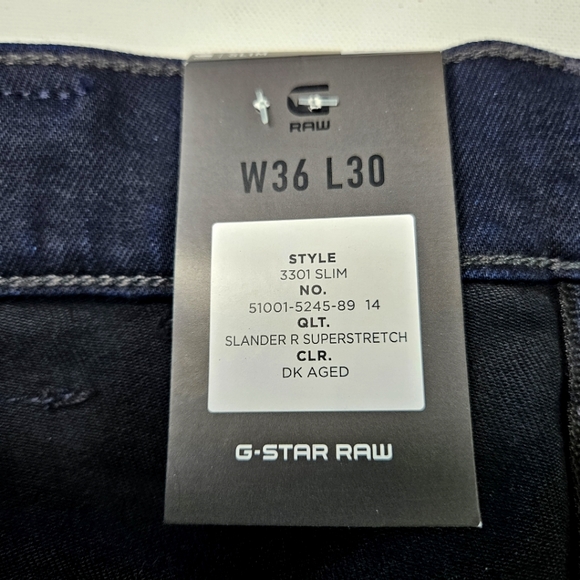 RAW
W36 L30
STYLE
3301 SLIM
NO.
51001-5245-89 14
QLT.
SLANDER R SUPERSTRETCH
CLR.
DK AGED
G-STAR RAW